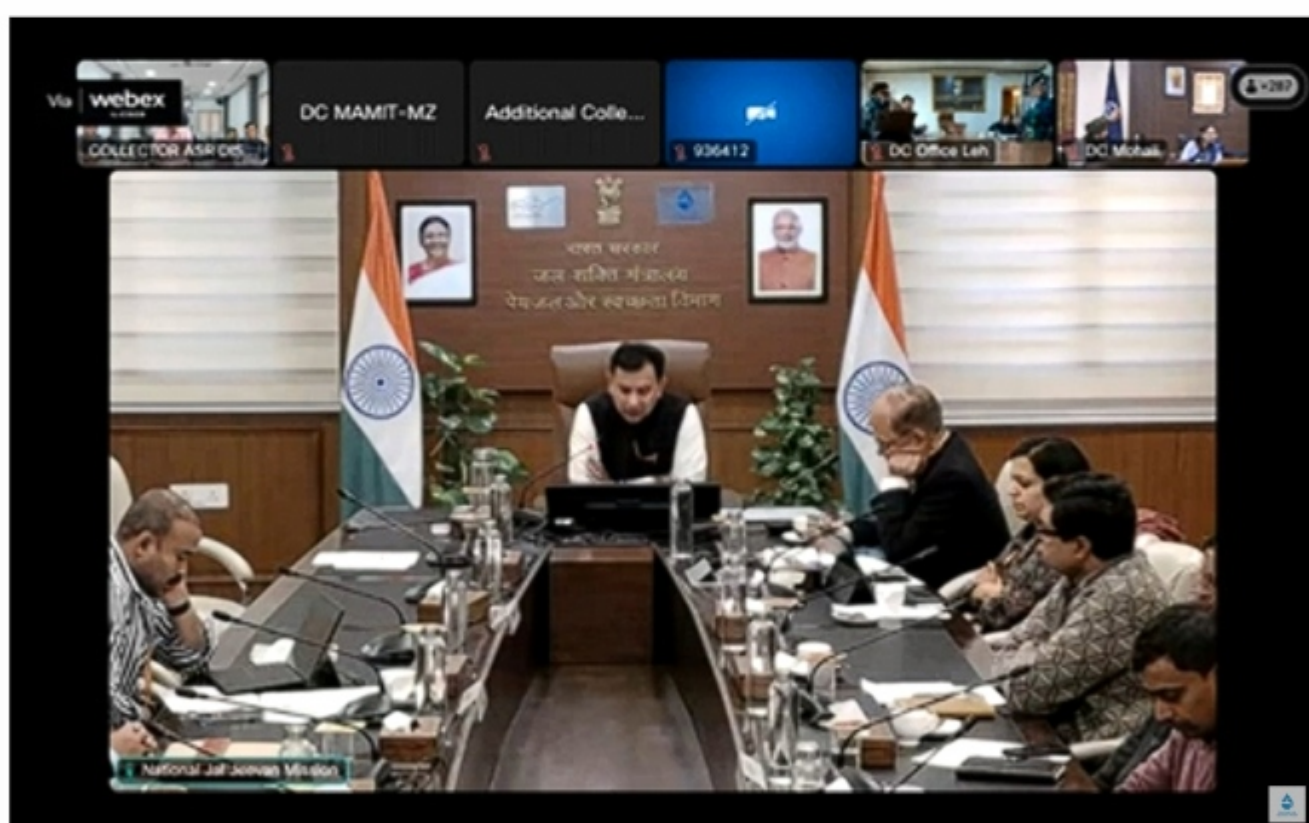 Via webex
COLLECTOR ASR DIS
DC MAMIT-MZ
Additional Colle...
936412
DC Office Leh
DC Mohali
+287
भारत सरकार
जल शक्ति मंत्रालय
पेयजल और स्वच्छता विभाग
National Jal Jeevan Mission